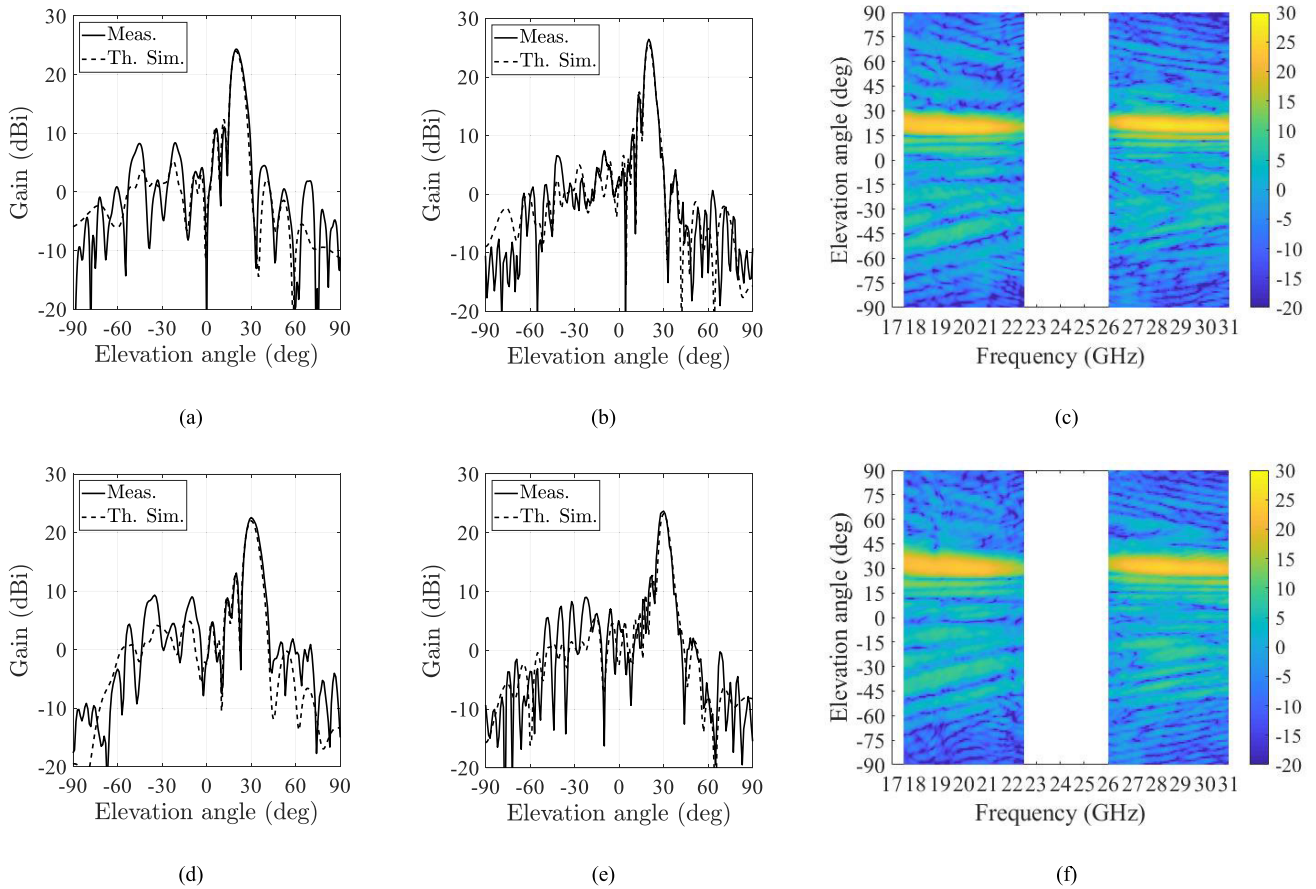 30
20
10
0
-10
-20
Gain (dBi)
Meas.
Th. Sim.
-90 -60 -30 0 30 60 90
Elevation angle (deg)
(a)
30
20
10
0
-10
-20
Gain (dBi)
Meas.
Th. Sim.
-90 -60 -30 0 30 60 90
Elevation angle (deg)
(b)
90
75
60
45
30
15
0
-15
-30
-45
-60
-75
-90
Elevation angle (deg)
17 18 19 20 21 22 23 24 25 26 27 28 29 30 31
Frequency (GHz)
30
25
20
15
10
5
0
-5
-10
-15
-20
(c)
30
20
10
0
-10
-20
Gain (dBi)
Meas.
Th. Sim.
-90 -60 -30 0 30 60 90
Elevation angle (deg)
(d)
30
20
10
0
-10
-20
Gain (dBi)
Meas.
Th. Sim.
-90 -60 -30 0 30 60 90
Elevation angle (deg)
(e)
90
75
60
45
30
15
0
-15
-30
-45
-60
-75
-90
Elevation angle (deg)
17 18 19 20 21 22 23 24 25 26 27 28 29 30 31
Frequency (GHz)
30
25
20
15
10
5
0
-5
-10
-15
-20
(f)